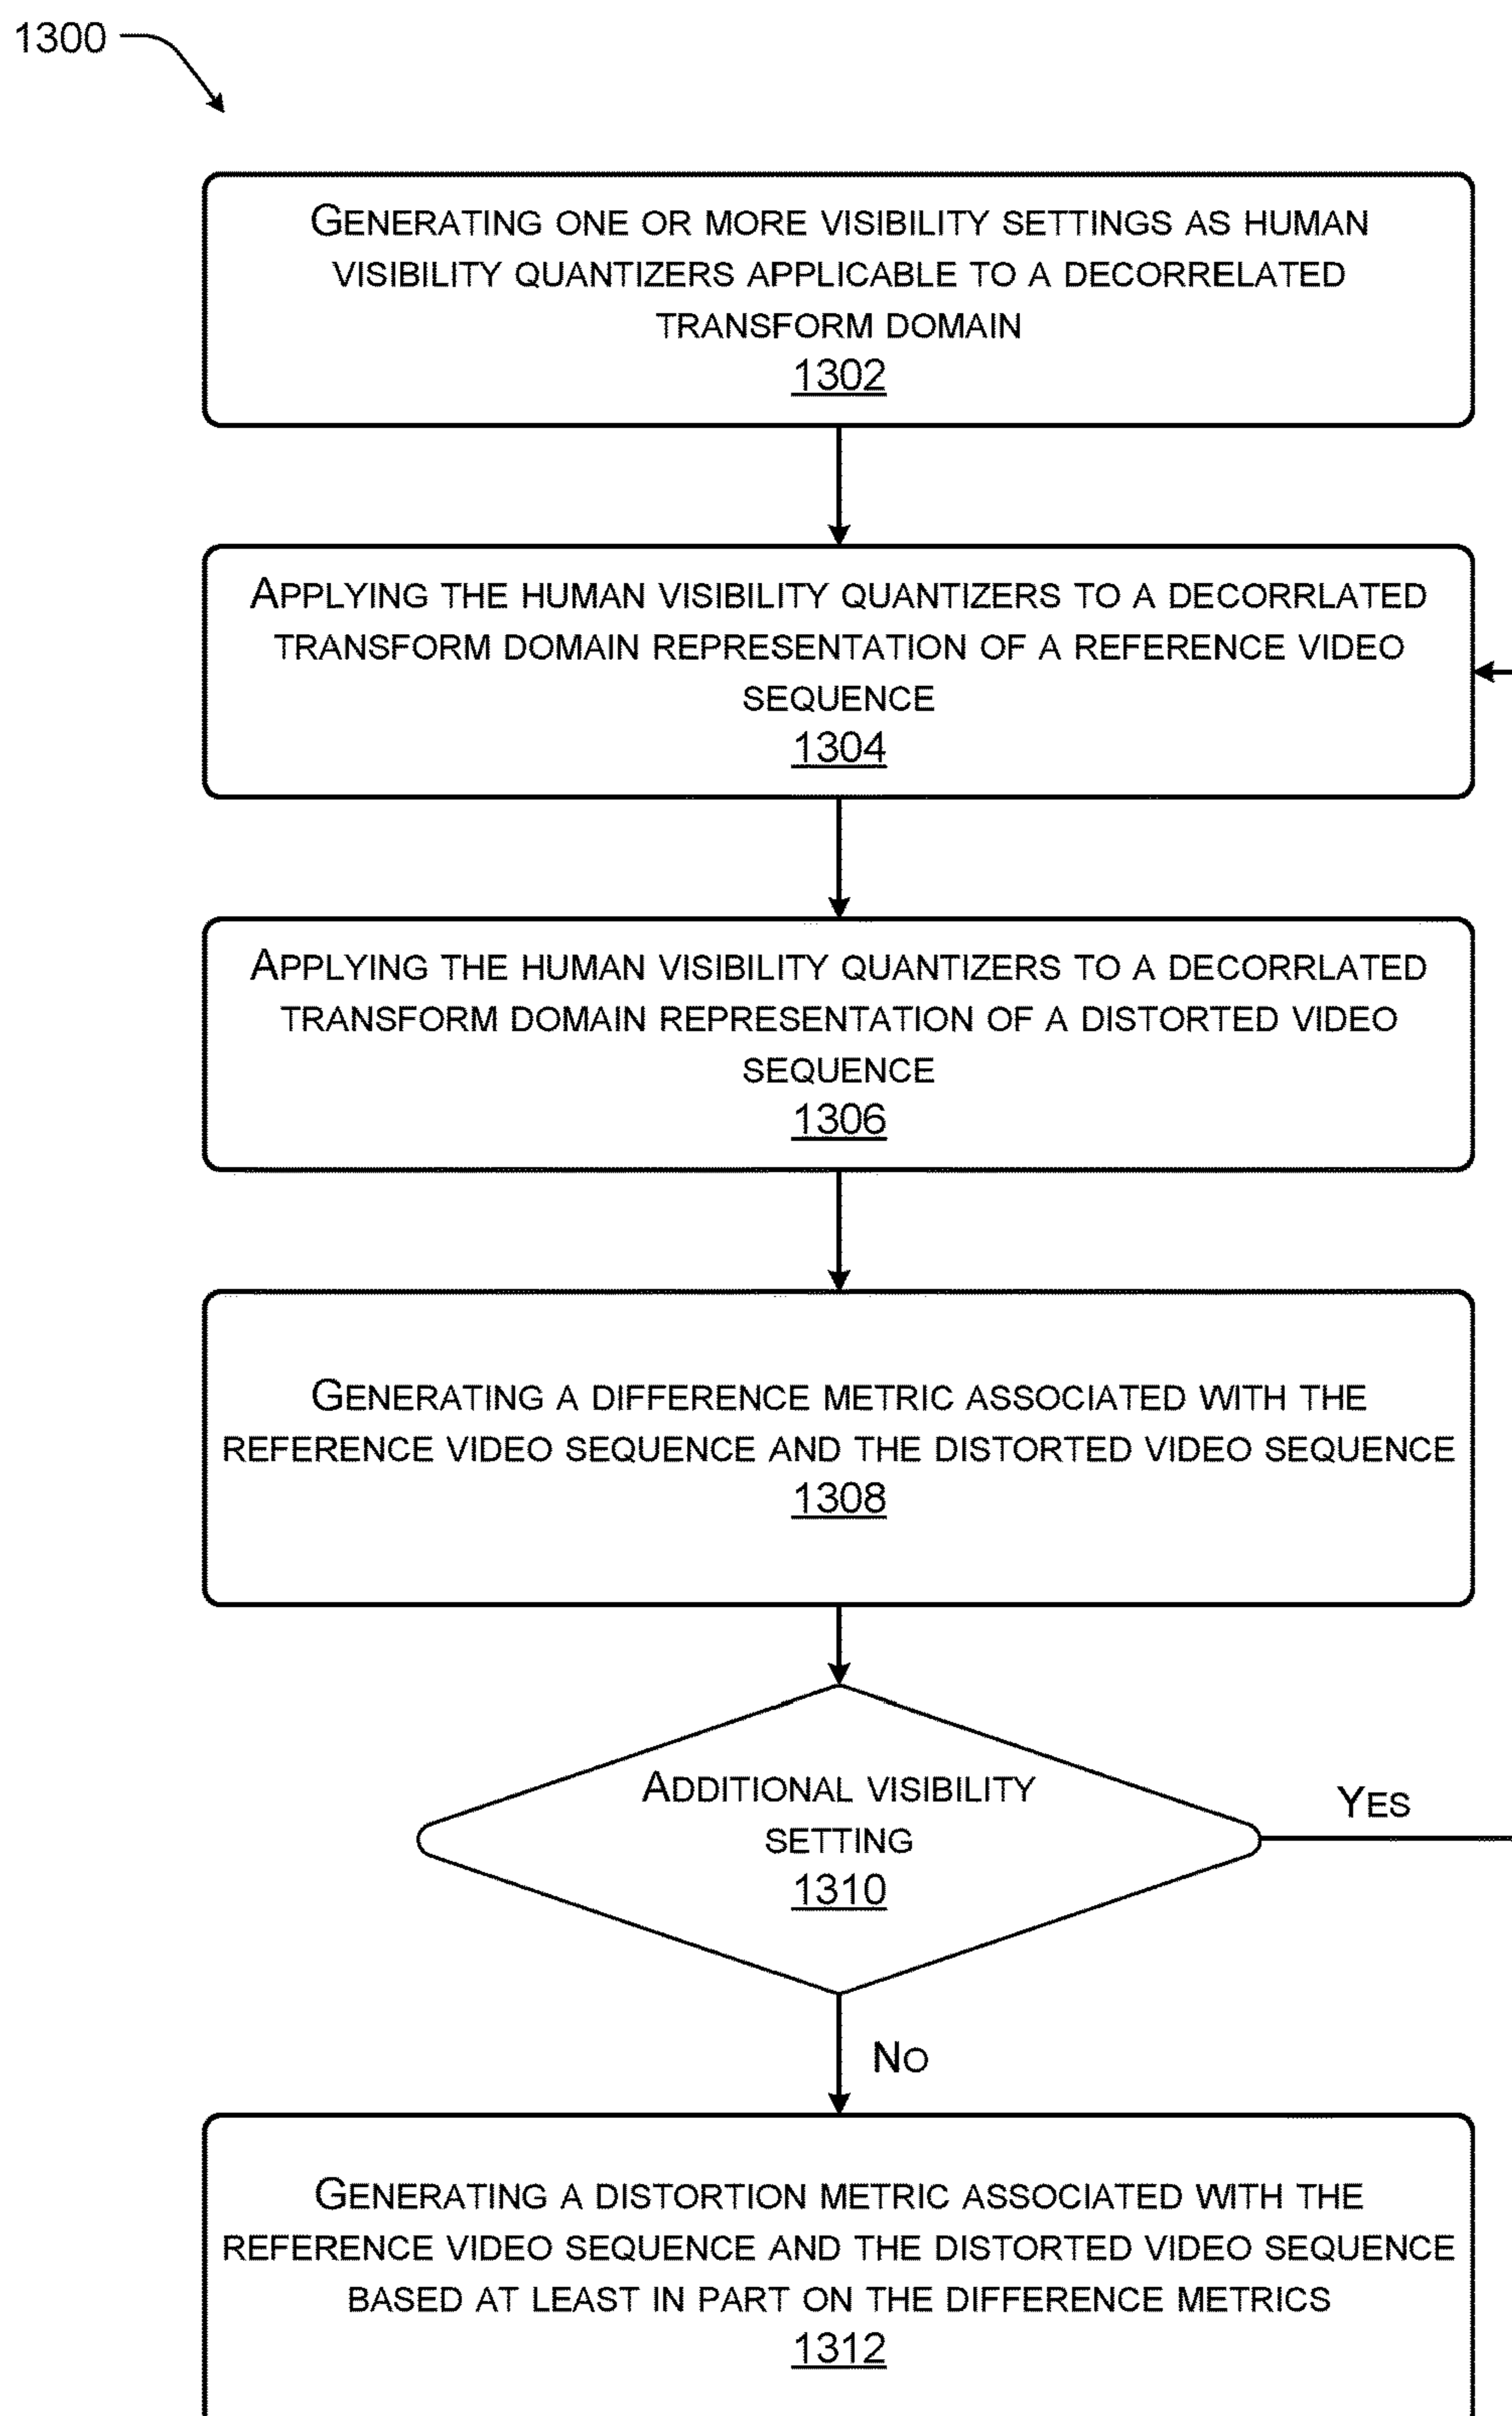 1300
GENERATING ONE OR MORE VISIBILITY SETTINGS AS HUMAN
VISIBILITY QUANTIZERS APPLICABLE TO A DECORRELATED
TRANSFORM DOMAIN
1302
APPLYING THE HUMAN VISIBILITY QUANTIZERS TO A DECORRLATED
TRANSFORM DOMAIN REPRESENTATION OF A REFERENCE VIDEO
SEQUENCE
1304
APPLYING THE HUMAN VISIBILITY QUANTIZERS TO A DECORRLATED
TRANSFORM DOMAIN REPRESENTATION OF A DISTORTED VIDEO
SEQUENCE
1306
GENERATING A DIFFERENCE METRIC ASSOCIATED WITH THE
REFERENCE VIDEO SEQUENCE AND THE DISTORTED VIDEO SEQUENCE
1308
ADDITIONAL VISIBILITY
SETTING
1310
YES
NO
GENERATING A DISTORTION METRIC ASSOCIATED WITH THE
REFERENCE VIDEO SEQUENCE AND THE DISTORTED VIDEO SEQUENCE
BASED AT LEAST IN PART ON THE DIFFERENCE METRICS
1312